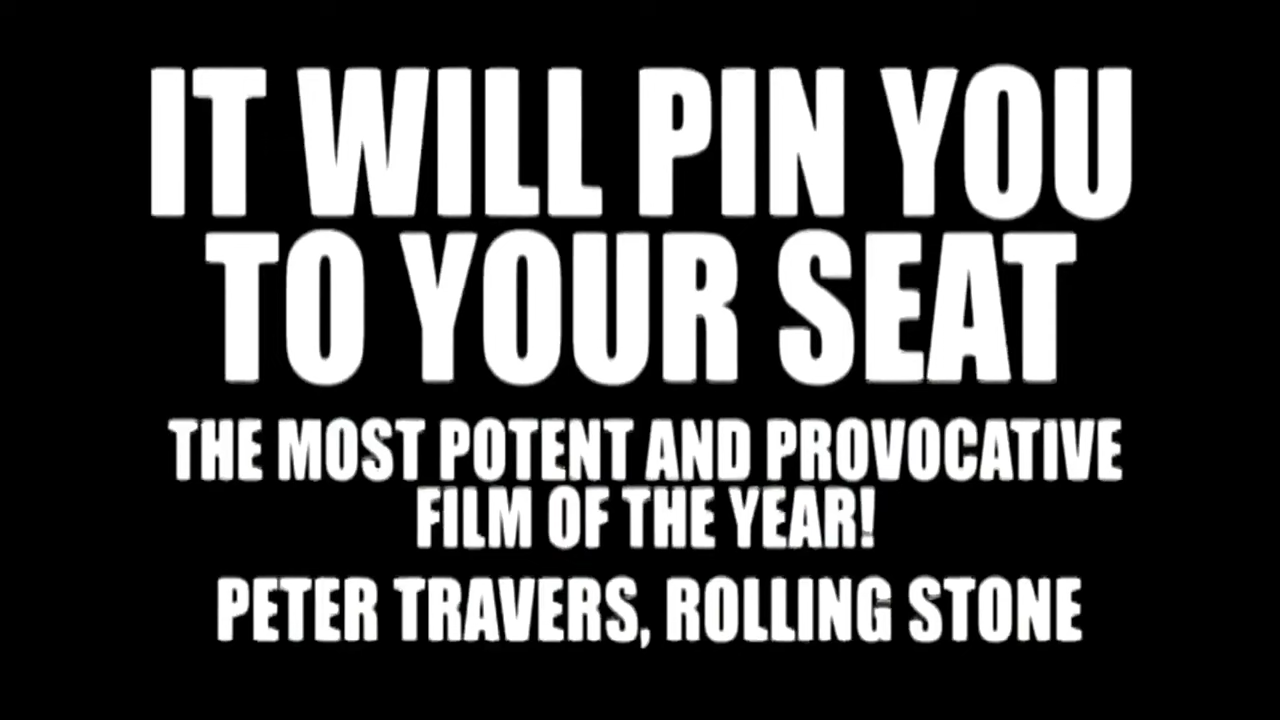 IT WILL PIN YOU
TO YOUR SEAT
THE MOST POTENT AND PROVOCATIVE
FILM OF THE YEAR!
PETER TRAVERS, ROLLING STONE